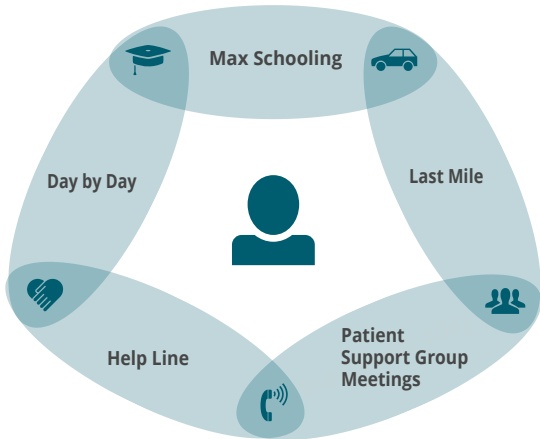 Max Schooling
Day by Day
Last Mile
Help Line
Patient
Support Group
Meetings